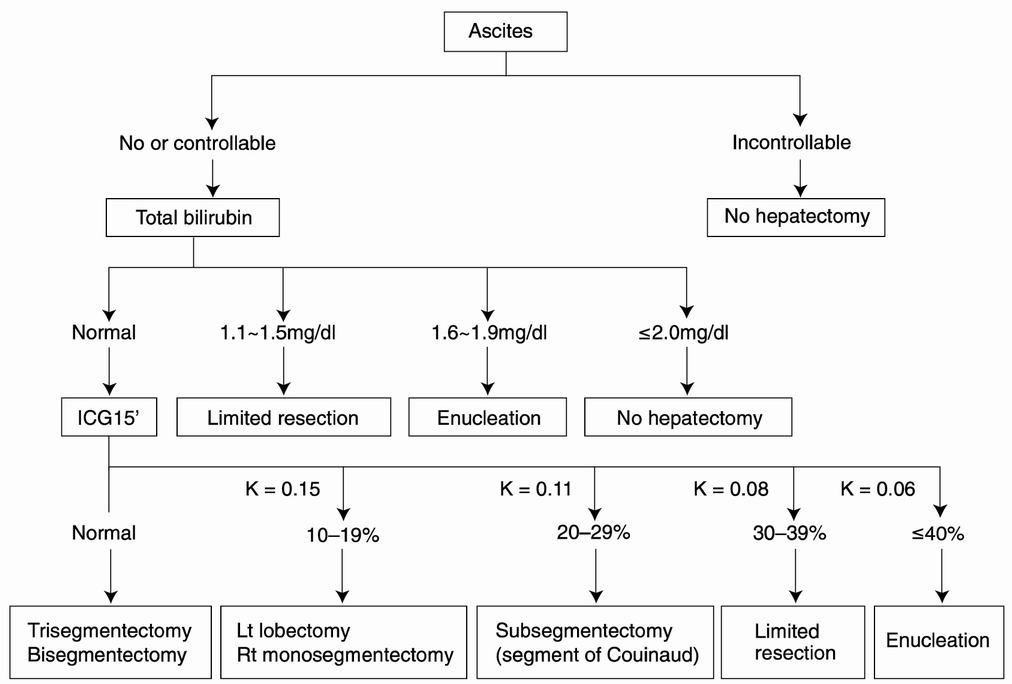 Ascites
No or controllable
Incontrollable
Total bilirubin
No hepatectomy
Normal
1.1~1.5mg/dl
1.6~1.9mg/dl
≤2.0mg/dl
ICG15’
Limited resection
Enucleation
No hepatectomy
K = 0.15
K = 0.11
K = 0.08
K = 0.06
Normal
10–19%
20–29%
30–39%
≤40%
Trisegmentectomy
Bisegmentectomy
Lt lobectomy
Rt monosegmentectomy
Subsegmentectomy
(segment of Couinaud)
Limited
resection
Enucleation